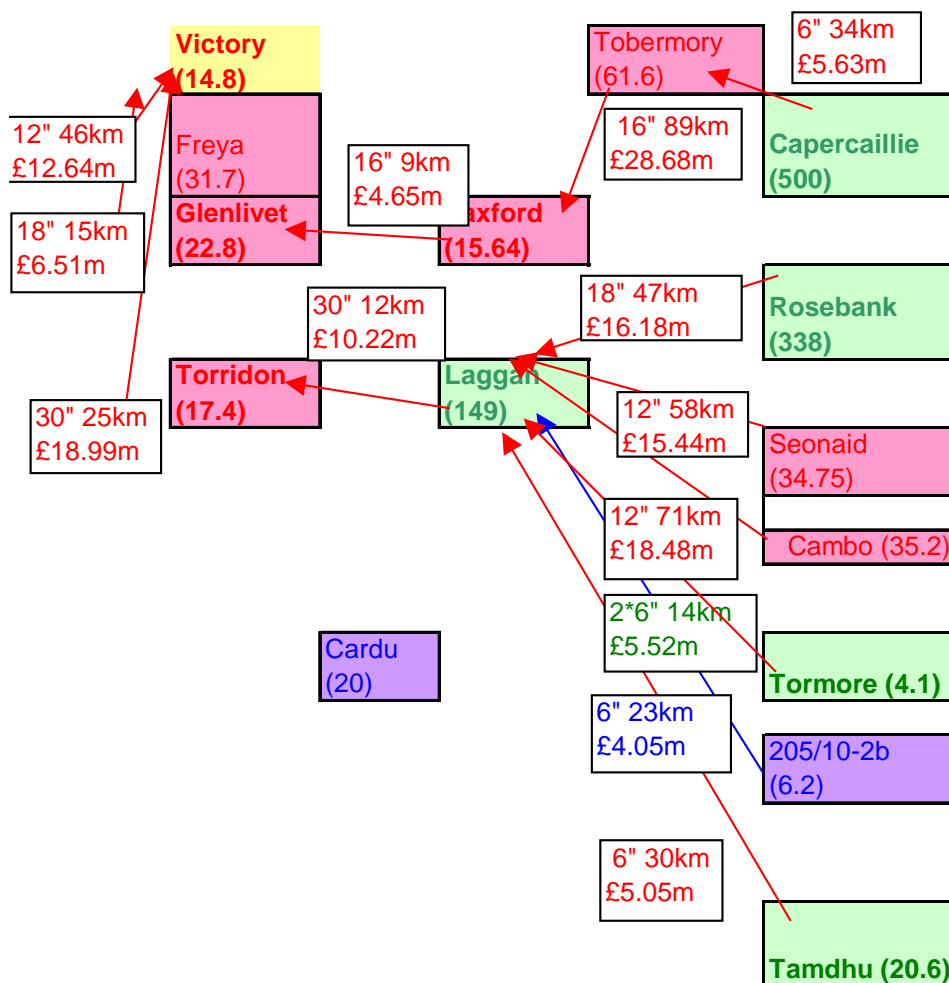 Victory
(14.8)
Tobermory
(61.6)
6" 34km
£5.63m
12" 46km
£12.64m
Freya
(31.7)
16" 9km
£4.65m
16" 89km
£28.68m
Capercaillie
(500)
18" 15km
£6.51m
Glenlivet
(22.8)
axford
(15.64)
30" 12km
£10.22m
18" 47km
£16.18m
Rosebank
(338)
30" 25km
£18.99m
Torridon
(17.4)
Laggan
(149)
12" 58km
£15.44m
Seonaid
(34.75)
12" 71km
£18.48m
Cambo (35.2)
2*6" 14km
£5.52m
Cardu
(20)
Tormore (4.1)
6" 23km
£4.05m
205/10-2b
(6.2)
6" 30km
£5.05m
Tamdhu (20.6)